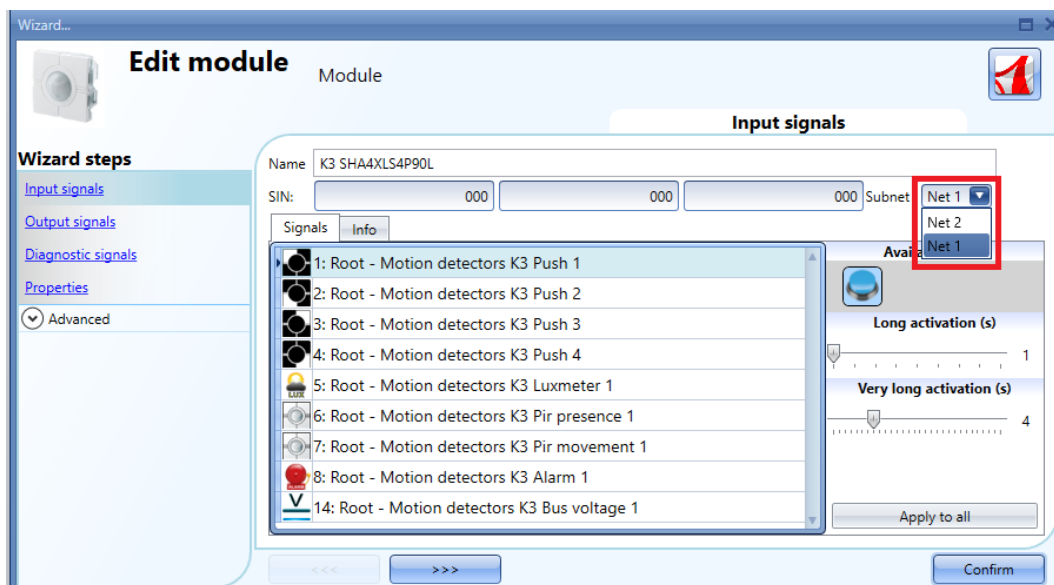 Wizard...
Edit module
Module
Input signals
Wizard steps
Input signals
Output signals
Diagnostic signals
Properties
Advanced
Name K3 SHA4XLS4P90L
SIN: 000 000 000 Subnet Net 1
Net 2
Net 1
Signals Info
1: Root - Motion detectors K3 Push 1
2: Root - Motion detectors K3 Push 2
3: Root - Motion detectors K3 Push 3
4: Root - Motion detectors K3 Push 4
LUX
5: Root - Motion detectors K3 Luxmeter 1
6: Root - Motion detectors K3 Pir presence 1
7: Root - Motion detectors K3 Pir movement 1
ALARM
8: Root - Motion detectors K3 Alarm 1
V
14: Root - Motion detectors K3 Bus voltage 1
Long activation (s)
1
Very long activation (s)
4
Apply to all
<<<
>>>
Confirm